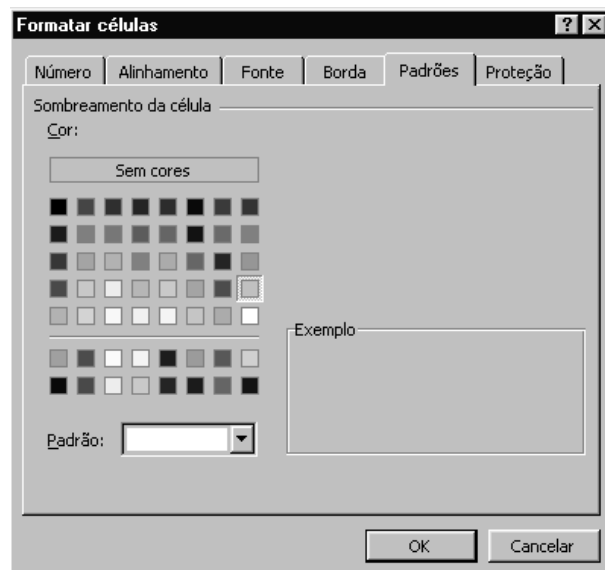 Formatar células
Número Alinhamento Fonte Borda Padrões Proteção
Sombreamento da célula
Cor:
Sem cores
Exemplo
Padrão:
OK Cancelar